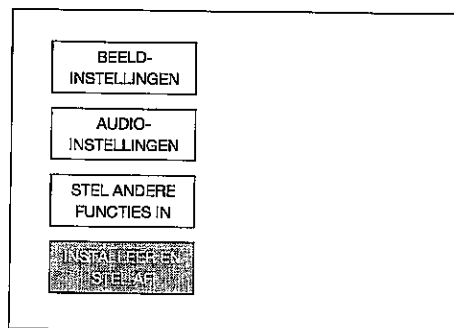 BEELD-
INSTELLINGEN
AUDIO-
INSTELLINGEN
STEL ANDERE
FUNCTIES IN
INSTALLEER EN
STEL AF